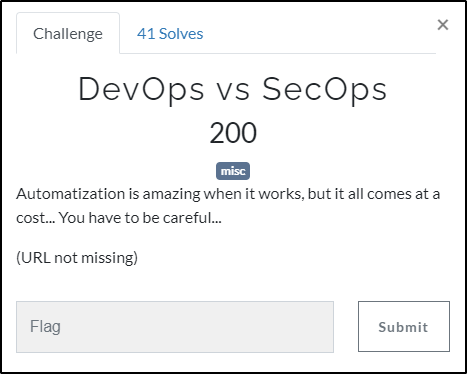 Challenge
41 Solves
×
DevOps vs SecOps
200
misc
Automatization is amazing when it works, but it all comes at a
cost... You have to be careful...
(URL not missing)
Flag
Submit